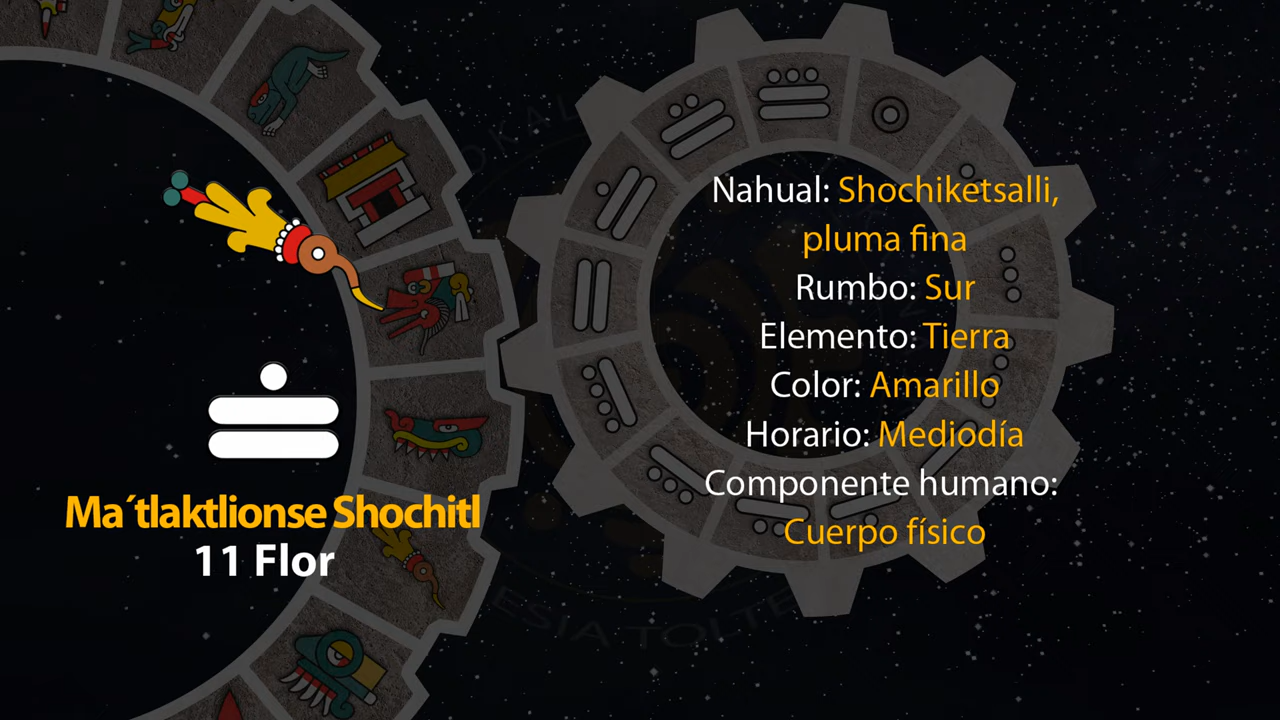 Nahual: Shochiketsalli,
pluma fina
Rumbo: Sur
Elemento: Tierra
Color: Amarillo
Horario: Mediodía
Componente humano:
Cuerpo físico
Ma´tlaktlionse Shochitl
11 Flor